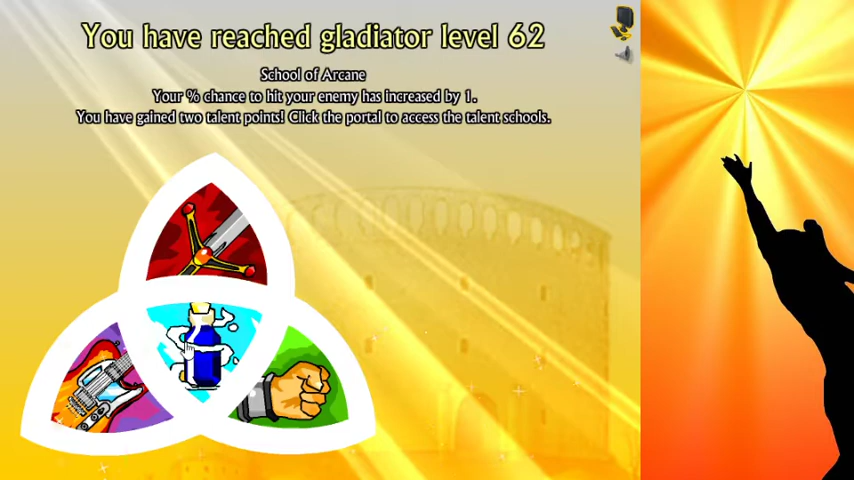 You have reached gladiator level 62
School of Arcane
Your % chance to hit your enemy has increased by 1.
You have gained two talent points! Click the portal to access the talent schools.